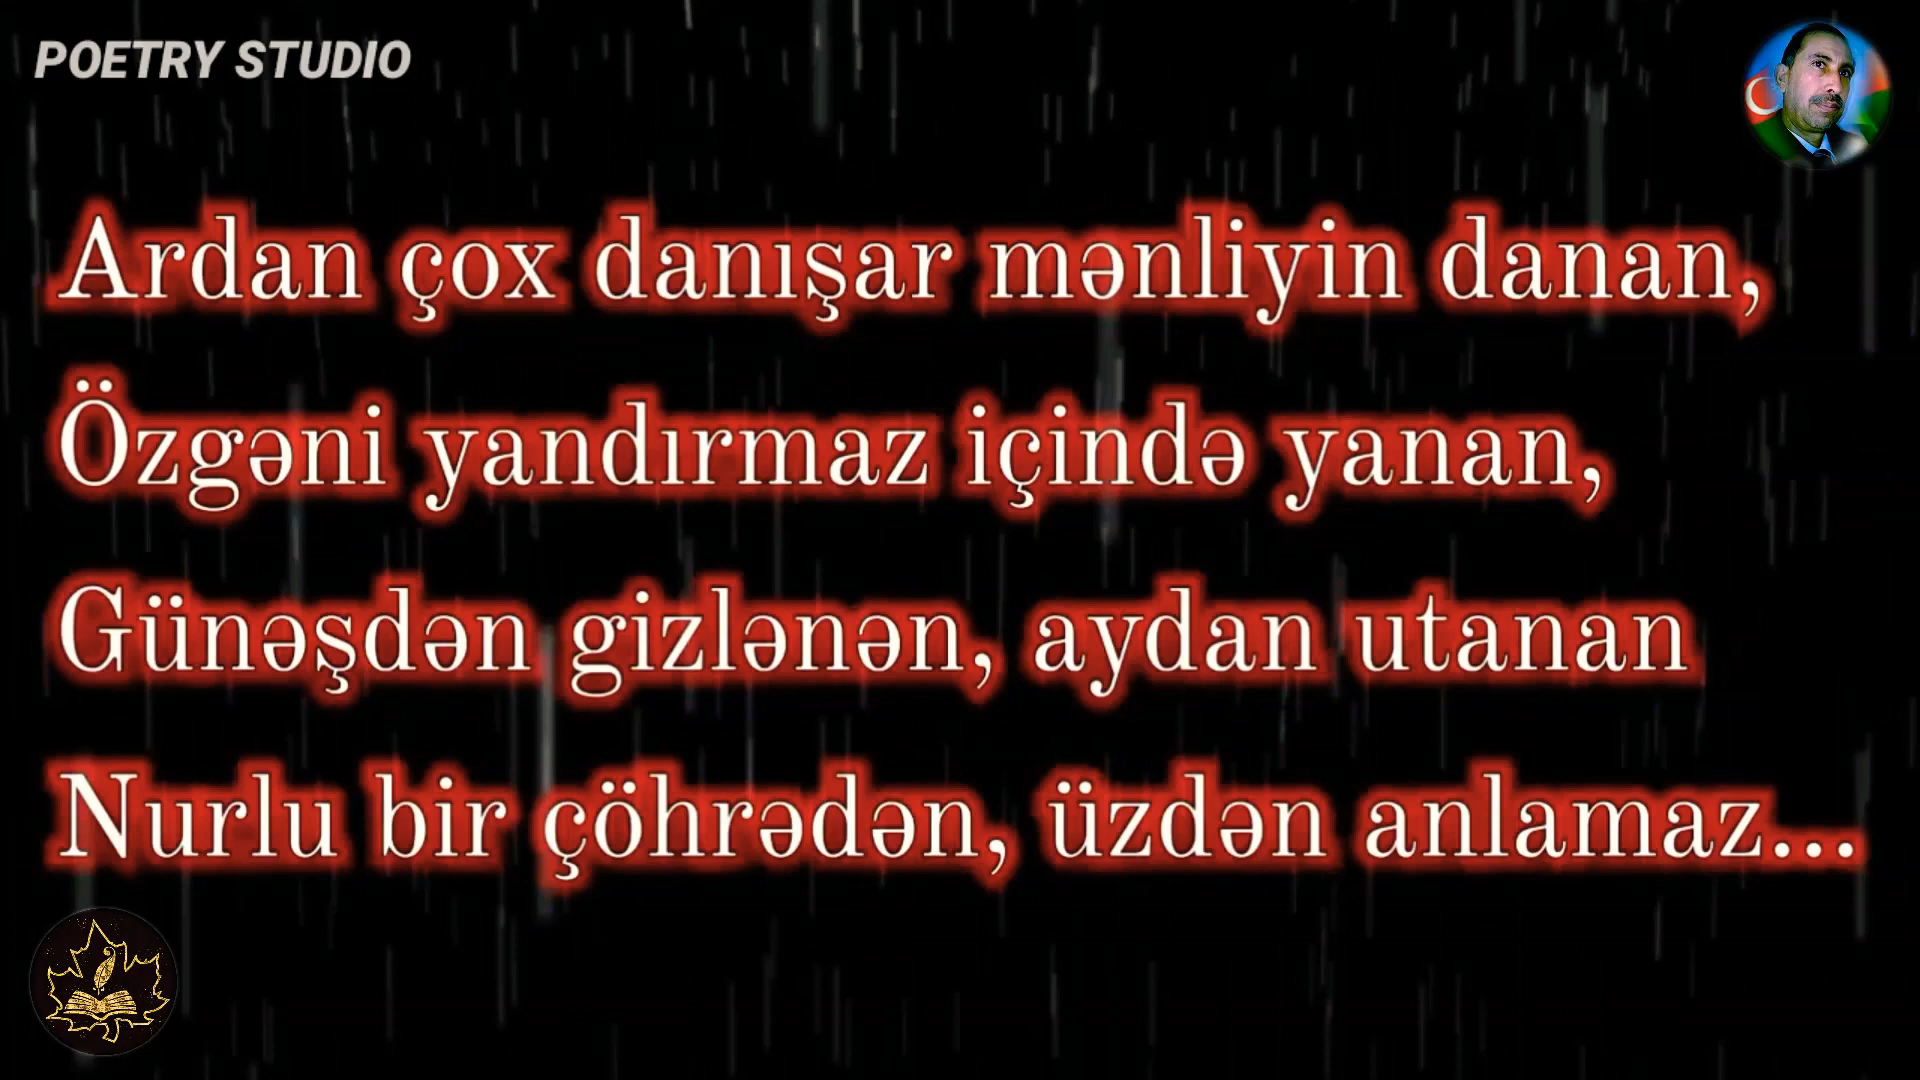 POETRY STUDIO
Ardan çox danışar mənliyin danan,
Özgəni yandırmaz içində yanan,
Günəşdən gizlənən, aydan utanan
Nurlu bir çöhrədən, üzdən anlamaz...